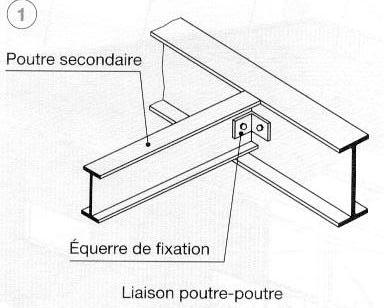 1
Poutre secondaire
Équerre de fixation
Liaison poutre-poutre